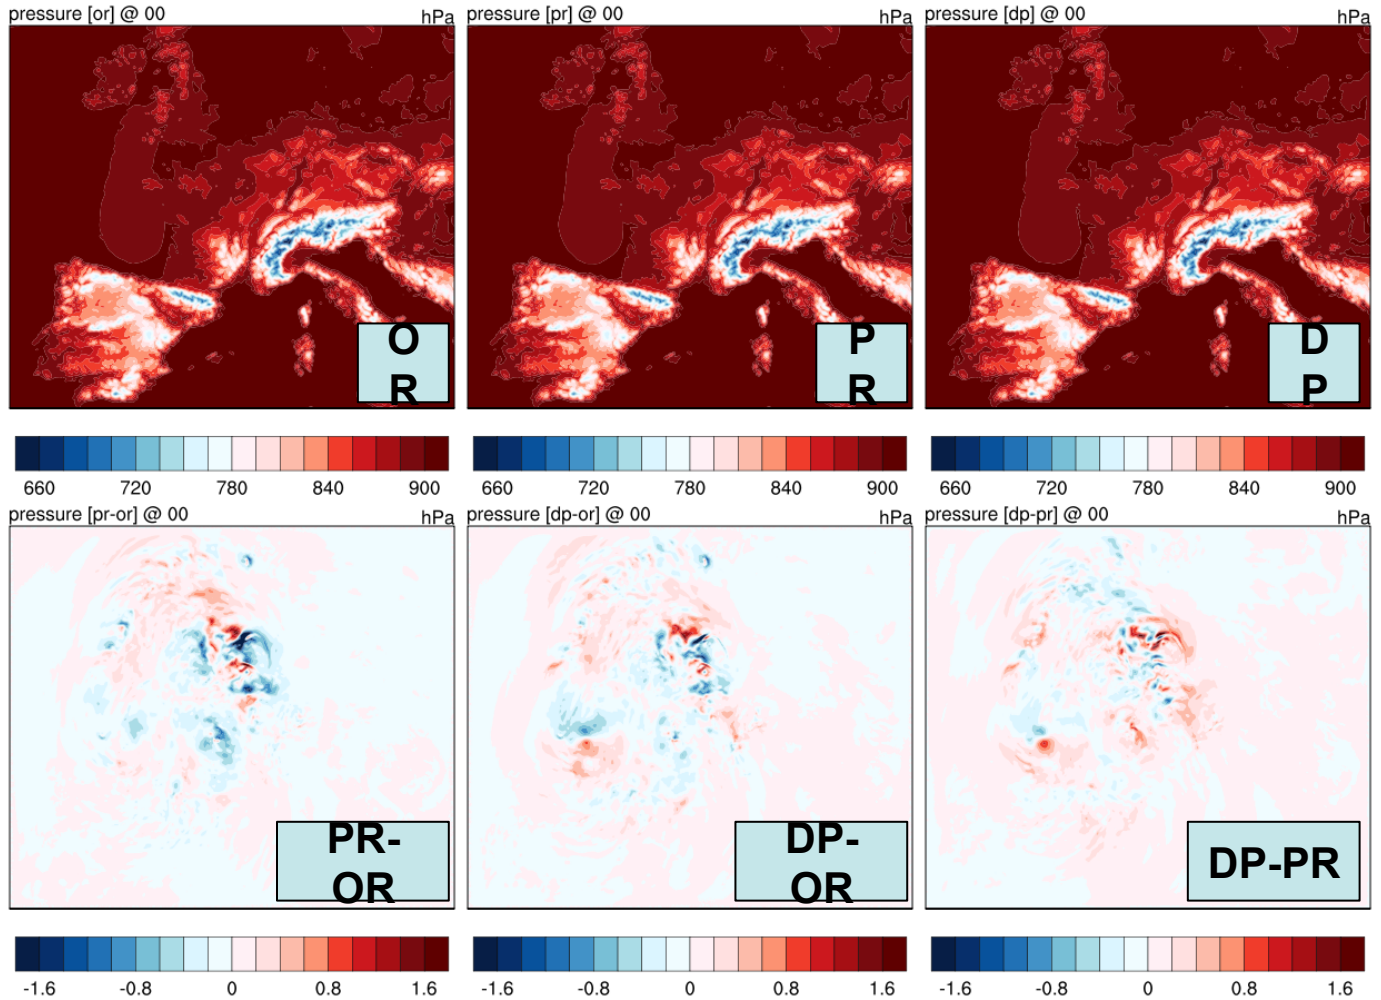 pressure [or] @ 00 hPa pressure [pr] @ 00 hPa pressure [dp] @ 00 hPa
O
R
P
R
D
P
660 720 780 840 900 660 720 780 840 900 660 720 780 840 900
pressure [pr-or] @ 00 hPa pressure [dp-or] @ 00 hPa pressure [dp-pr] @ 00 hPa
PR-
OR
DP-
OR
DP-PR
-1.6 -0.8 0 0.8 1.6 -1.6 -0.8 0 0.8 1.6 -1.6 -0.8 0 0.8 1.6